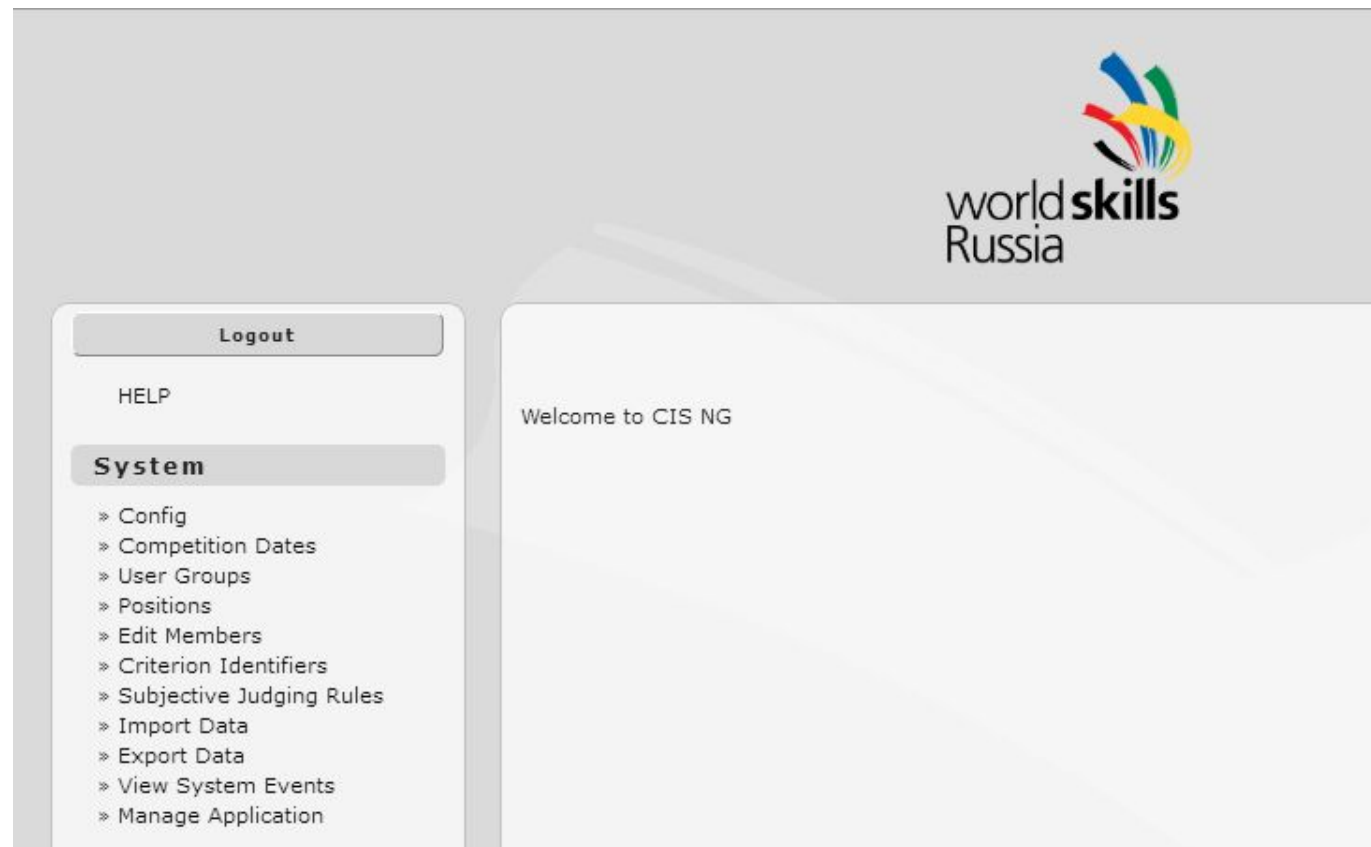 world skills
Russia
Logout
HELP
Welcome to CIS NG
System
» Config
» Competition Dates
» User Groups
» Positions
» Edit Members
» Criterion Identifiers
» Subjective Judging Rules
» Import Data
» Export Data
» View System Events
» Manage Application